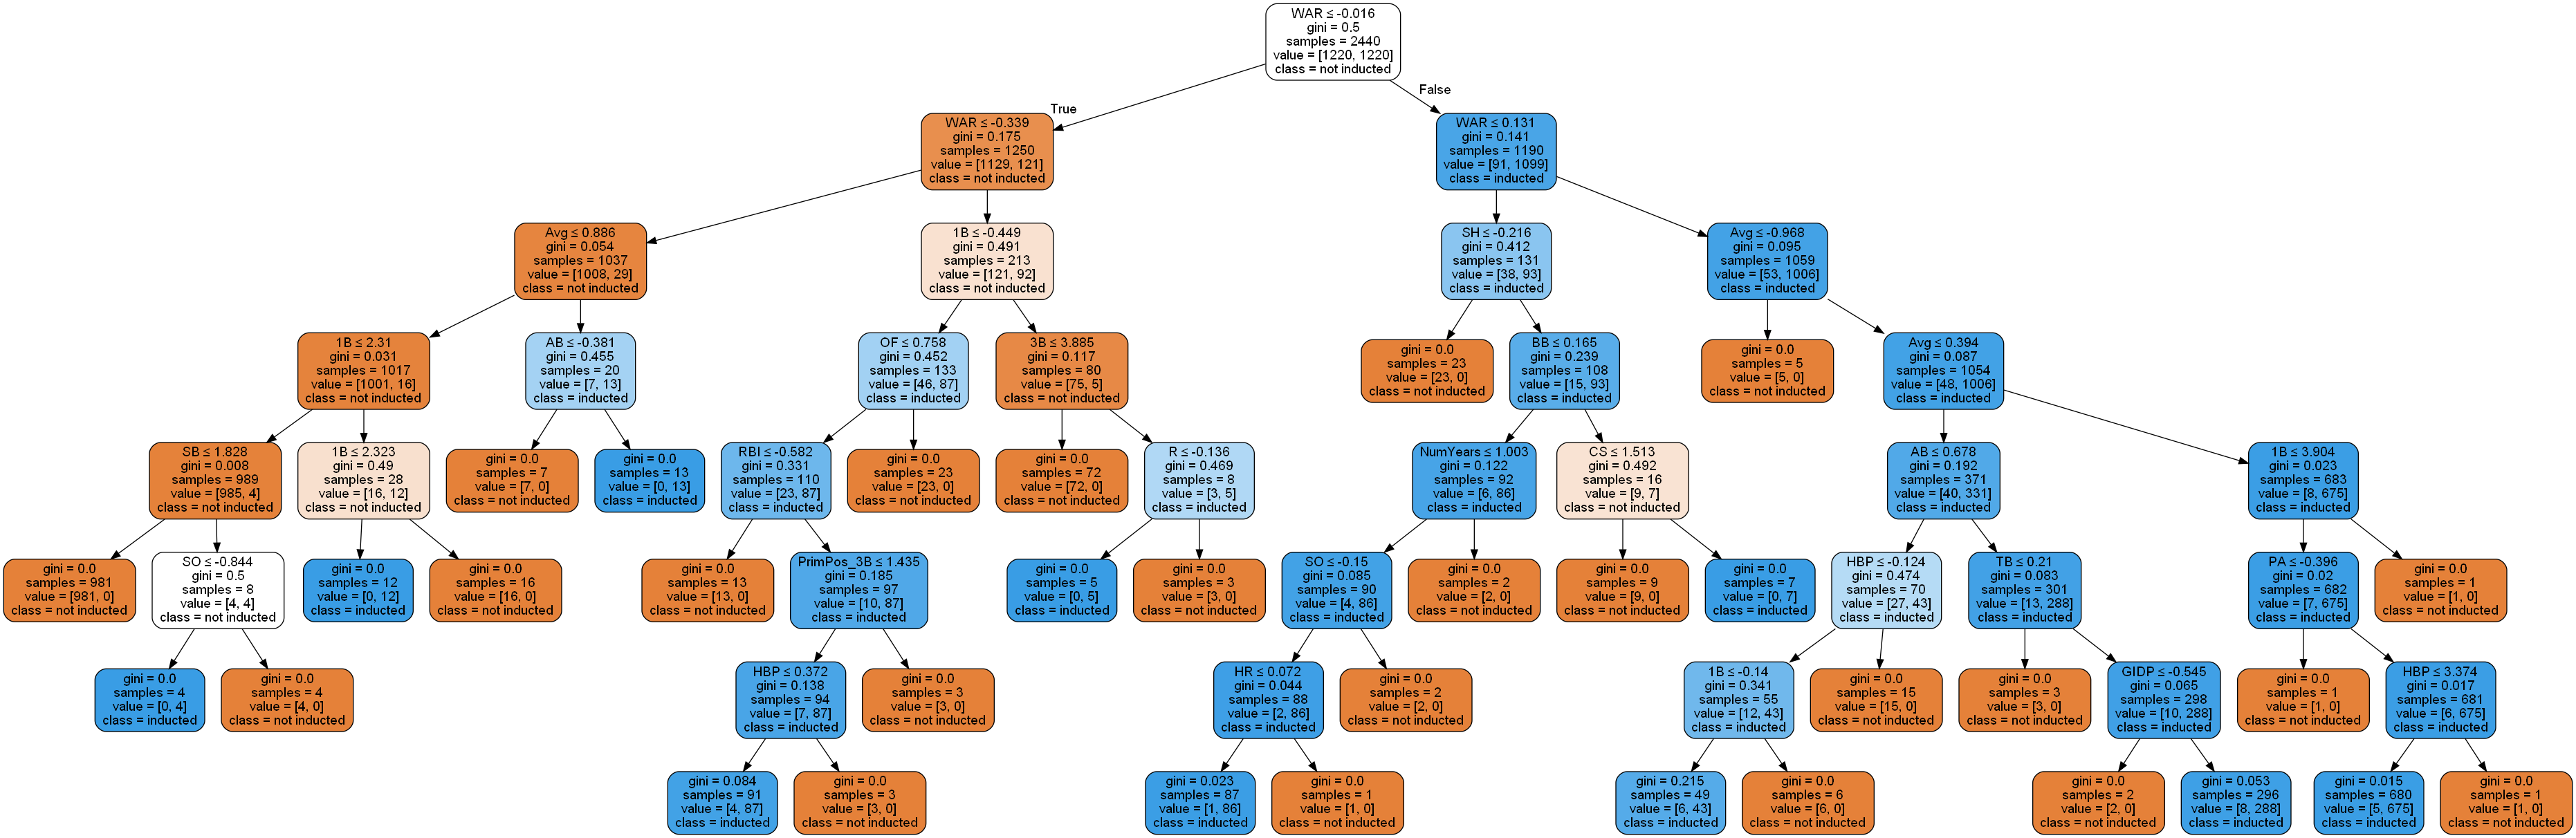 WAR ≤ -0.016
gini = 0.5
samples = 2440
value = [1220, 1220]
class = not inducted
True
False
WAR ≤ -0.339
gini = 0.175
samples = 1250
value = [1129, 121]
class = not inducted
WAR ≤ 0.131
gini = 0.141
samples = 1190
value = [91, 1099]
class = inducted
Avg ≤ 0.886
gini = 0.054
samples = 1037
value = [1008, 29]
class = not inducted
1B ≤ -0.449
gini = 0.491
samples = 213
value = [121, 92]
class = not inducted
SH ≤ -0.216
gini = 0.412
samples = 131
value = [38, 93]
class = inducted
Avg ≤ -0.968
gini = 0.095
samples = 1059
value = [53, 1006]
class = inducted
1B ≤ 2.31
gini = 0.031
samples = 1017
value = [1001, 16]
class = not inducted
AB ≤ -0.381
gini = 0.455
samples = 20
value = [7, 13]
class = inducted
OF ≤ 0.758
gini = 0.452
samples = 133
value = [46, 87]
class = inducted
3B ≤ 3.885
gini = 0.117
samples = 80
value = [75, 5]
class = not inducted
gini = 0.0
samples = 23
value = [23, 0]
class = not inducted
BB ≤ 0.165
gini = 0.239
samples = 108
value = [15, 93]
class = inducted
gini = 0.0
samples = 5
value = [5, 0]
class = not inducted
Avg ≤ 0.394
gini = 0.087
samples = 1054
value = [48, 1006]
class = inducted
SB ≤ 1.828
gini = 0.008
samples = 989
value = [985, 4]
class = not inducted
1B ≤ 2.323
gini = 0.49
samples = 28
value = [16, 12]
class = not inducted
gini = 0.0
samples = 7
value = [7, 0]
class = not inducted
gini = 0.0
samples = 13
value = [0, 13]
class = inducted
RBI ≤ -0.582
gini = 0.331
samples = 110
value = [23, 87]
class = inducted
gini = 0.0
samples = 23
value = [23, 0]
class = not inducted
gini = 0.0
samples = 72
value = [72, 0]
class = not inducted
R ≤ -0.136
gini = 0.469
samples = 8
value = [3, 5]
class = inducted
NumYears ≤ 1.003
gini = 0.122
samples = 92
value = [6, 86]
class = inducted
CS ≤ 1.513
gini = 0.492
samples = 16
value = [9, 7]
class = not inducted
AB ≤ 0.678
gini = 0.192
samples = 371
value = [40, 331]
class = inducted
1B ≤ 3.904
gini = 0.023
samples = 683
value = [8, 675]
class = inducted
gini = 0.0
samples = 981
value = [981, 0]
class = not inducted
SO ≤ -0.844
gini = 0.5
samples = 8
value = [4, 4]
class = not inducted
gini = 0.0
samples = 12
value = [0, 12]
class = inducted
gini = 0.0
samples = 16
value = [16, 0]
class = not inducted
gini = 0.0
samples = 13
value = [13, 0]
class = not inducted
PrimPos_3B ≤ 1.435
gini = 0.185
samples = 97
value = [10, 87]
class = inducted
gini = 0.0
samples = 5
value = [0, 5]
class = inducted
gini = 0.0
samples = 3
value = [3, 0]
class = not inducted
SO ≤ -0.15
gini = 0.085
samples = 90
value = [4, 86]
class = inducted
gini = 0.0
samples = 2
value = [2, 0]
class = not inducted
gini = 0.0
samples = 9
value = [9, 0]
class = not inducted
gini = 0.0
samples = 7
value = [0, 7]
class = inducted
HBP ≤ -0.124
gini = 0.474
samples = 70
value = [27, 43]
class = inducted
TB ≤ 0.21
gini = 0.083
samples = 301
value = [13, 288]
class = inducted
PA ≤ -0.396
gini = 0.02
samples = 682
value = [7, 675]
class = inducted
gini = 0.0
samples = 1
value = [1, 0]
class = not inducted
gini = 0.0
samples = 4
value = [0, 4]
class = inducted
gini = 0.0
samples = 4
value = [4, 0]
class = not inducted
HBP ≤ 0.372
gini = 0.138
samples = 94
value = [7, 87]
class = inducted
gini = 0.0
samples = 3
value = [3, 0]
class = not inducted
HR ≤ 0.072
gini = 0.044
samples = 88
value = [2, 86]
class = inducted
gini = 0.0
samples = 2
value = [2, 0]
class = not inducted
1B ≤ -0.14
gini = 0.341
samples = 55
value = [12, 43]
class = inducted
gini = 0.0
samples = 15
value = [15, 0]
class = not inducted
gini = 0.0
samples = 3
value = [3, 0]
class = not inducted
GIDP ≤ -0.545
gini = 0.065
samples = 298
value = [10, 288]
class = inducted
gini = 0.0
samples = 1
value = [1, 0]
class = not inducted
HBP ≤ 3.374
gini = 0.017
samples = 681
value = [6, 675]
class = inducted
gini = 0.084
samples = 91
value = [4, 87]
class = inducted
gini = 0.0
samples = 3
value = [3, 0]
class = not inducted
gini = 0.023
samples = 87
value = [1, 86]
class = inducted
gini = 0.0
samples = 1
value = [1, 0]
class = not inducted
gini = 0.215
samples = 49
value = [6, 43]
class = inducted
gini = 0.0
samples = 6
value = [6, 0]
class = not inducted
gini = 0.0
samples = 2
value = [2, 0]
class = not inducted
gini = 0.053
samples = 296
value = [8, 288]
class = inducted
gini = 0.015
samples = 680
value = [5, 675]
class = inducted
gini = 0.0
samples = 1
value = [1, 0]
class = not inducted